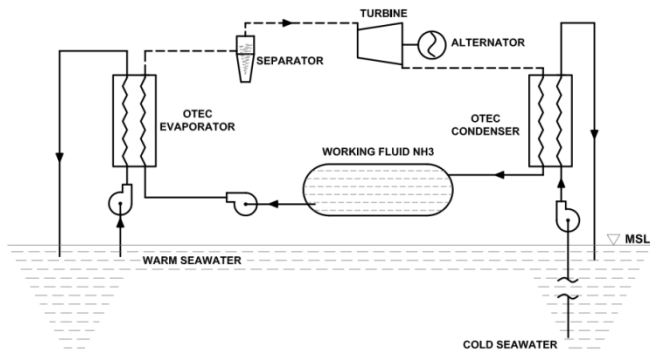 TURBINE
ALTERNATOR
SEPARATOR
OTEC
EVAPORATOR
OTEC
CONDENSER
WORKING FLUID NH3
MSL
WARM SEAWATER
COLD SEAWATER